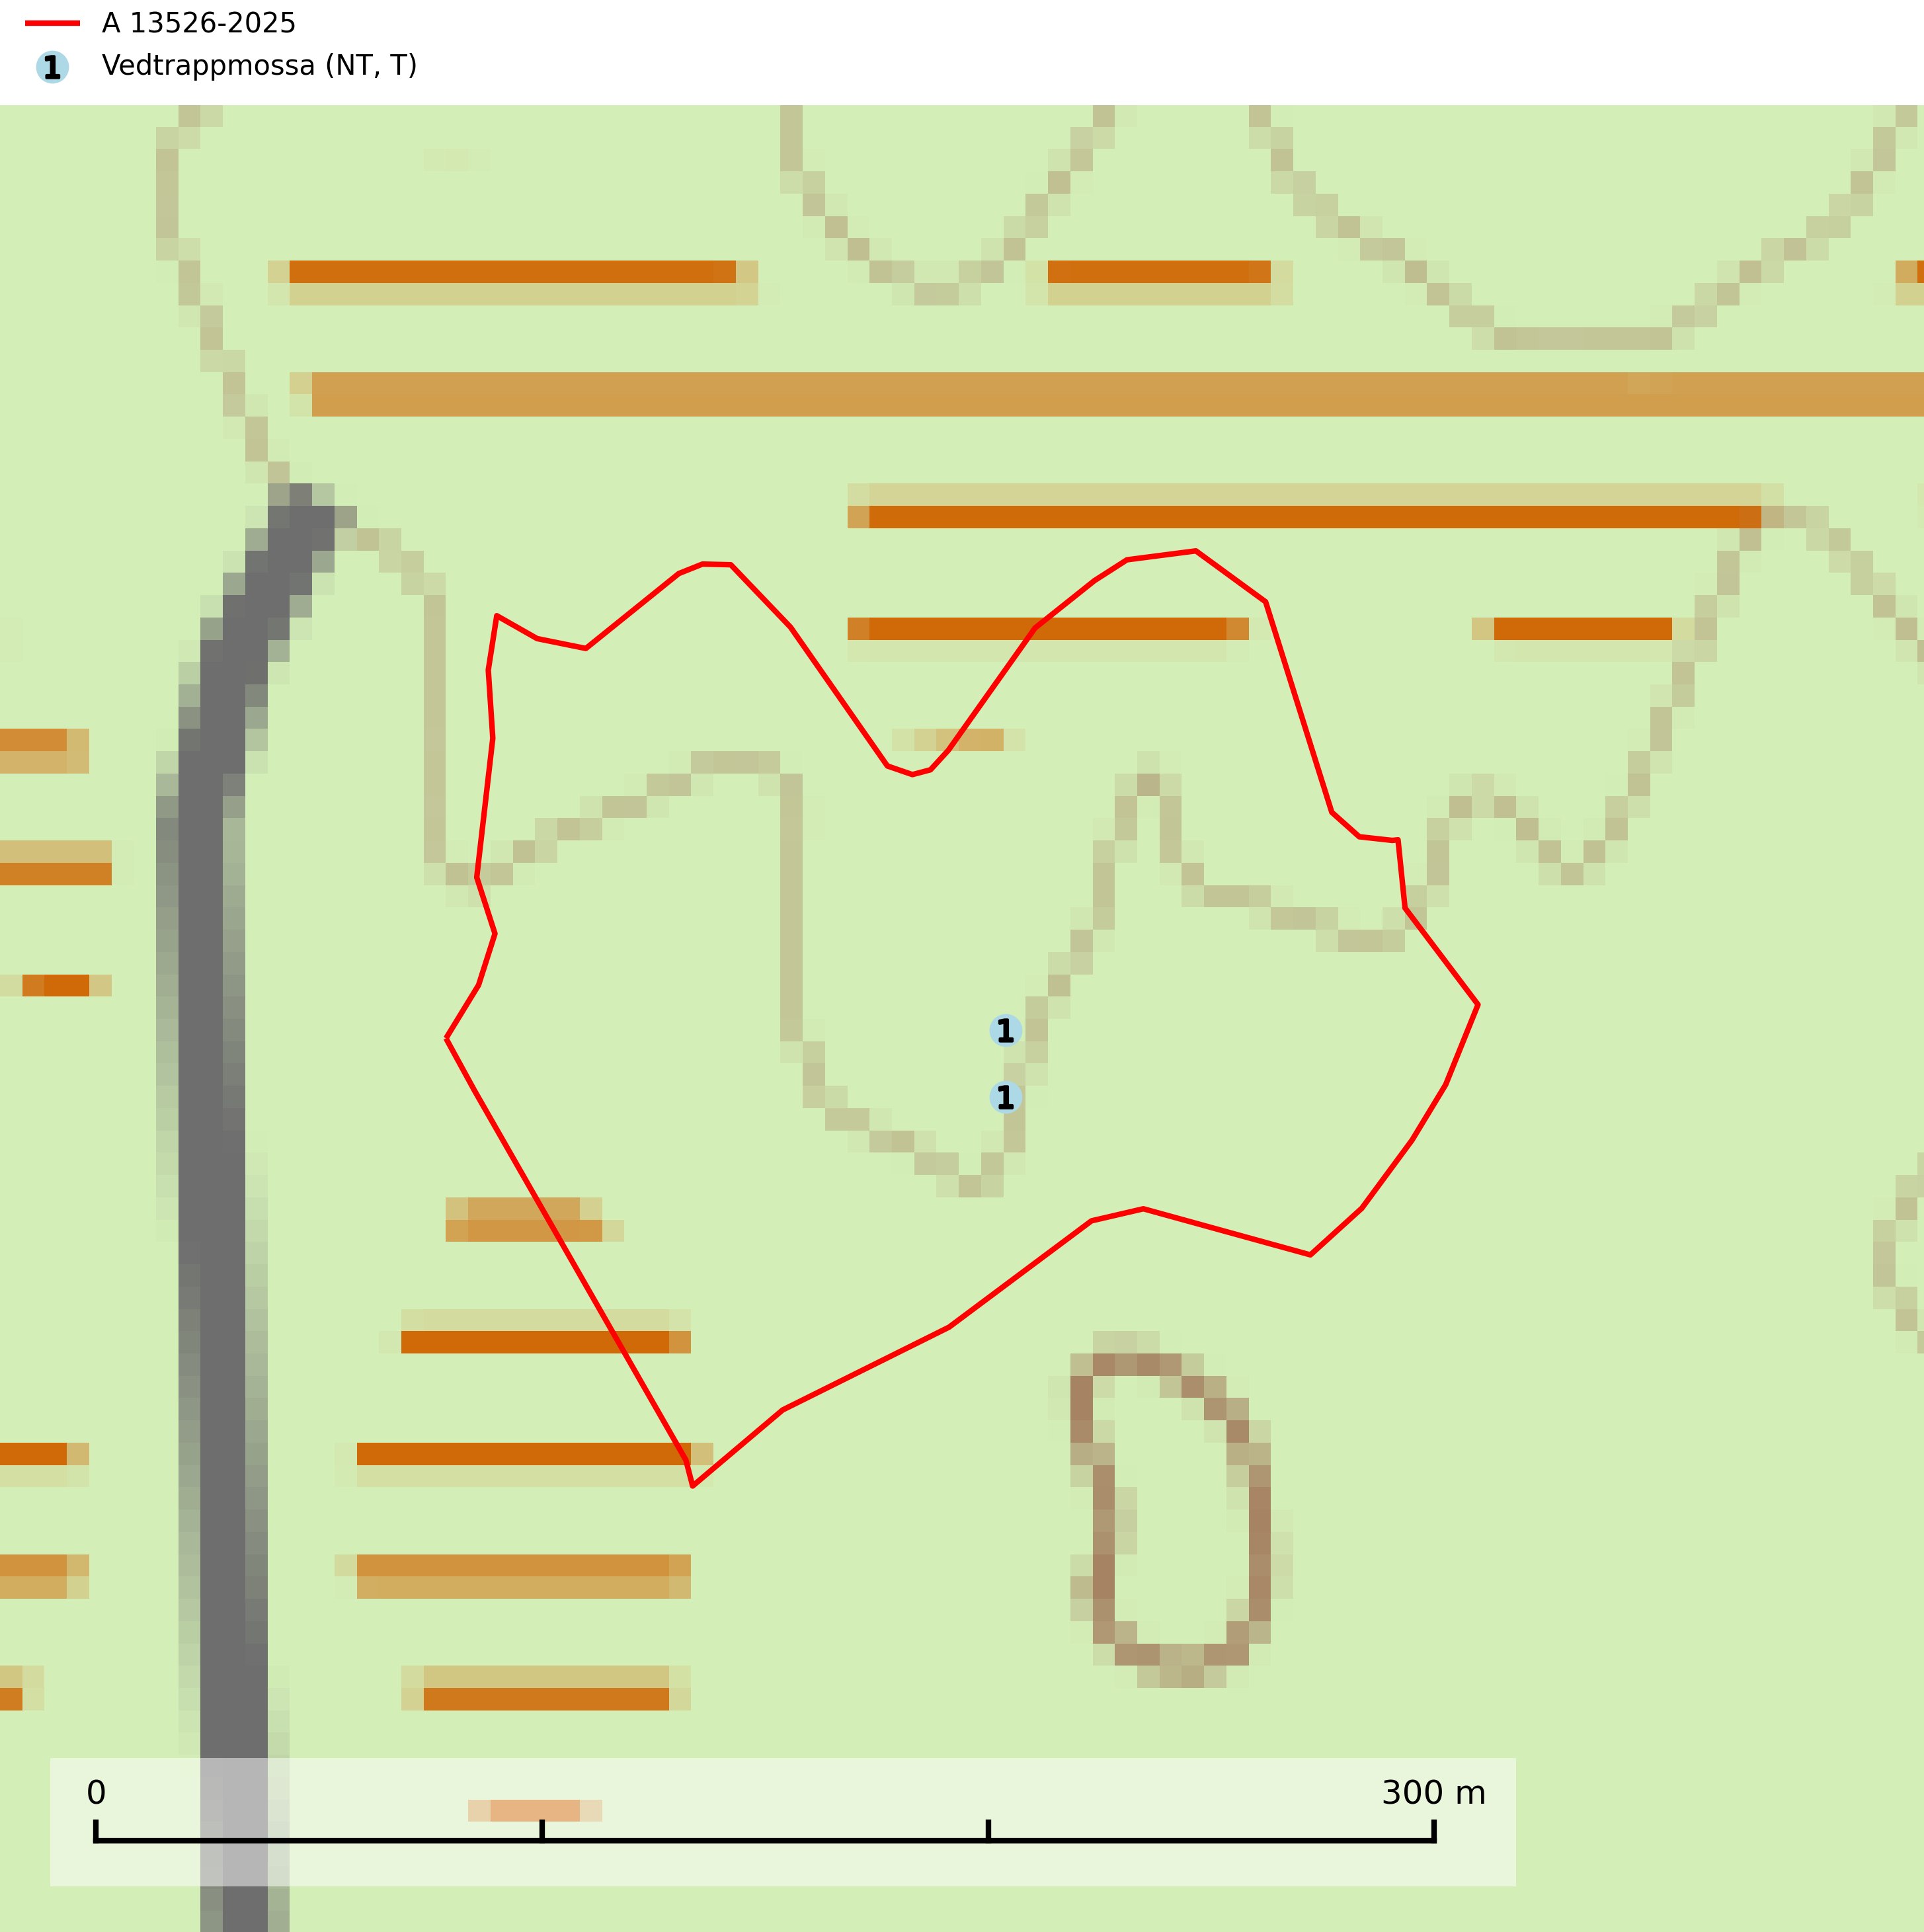 A 13526-2025
1 Vedtrappmossa (NT, T)
1
1
0 300 m